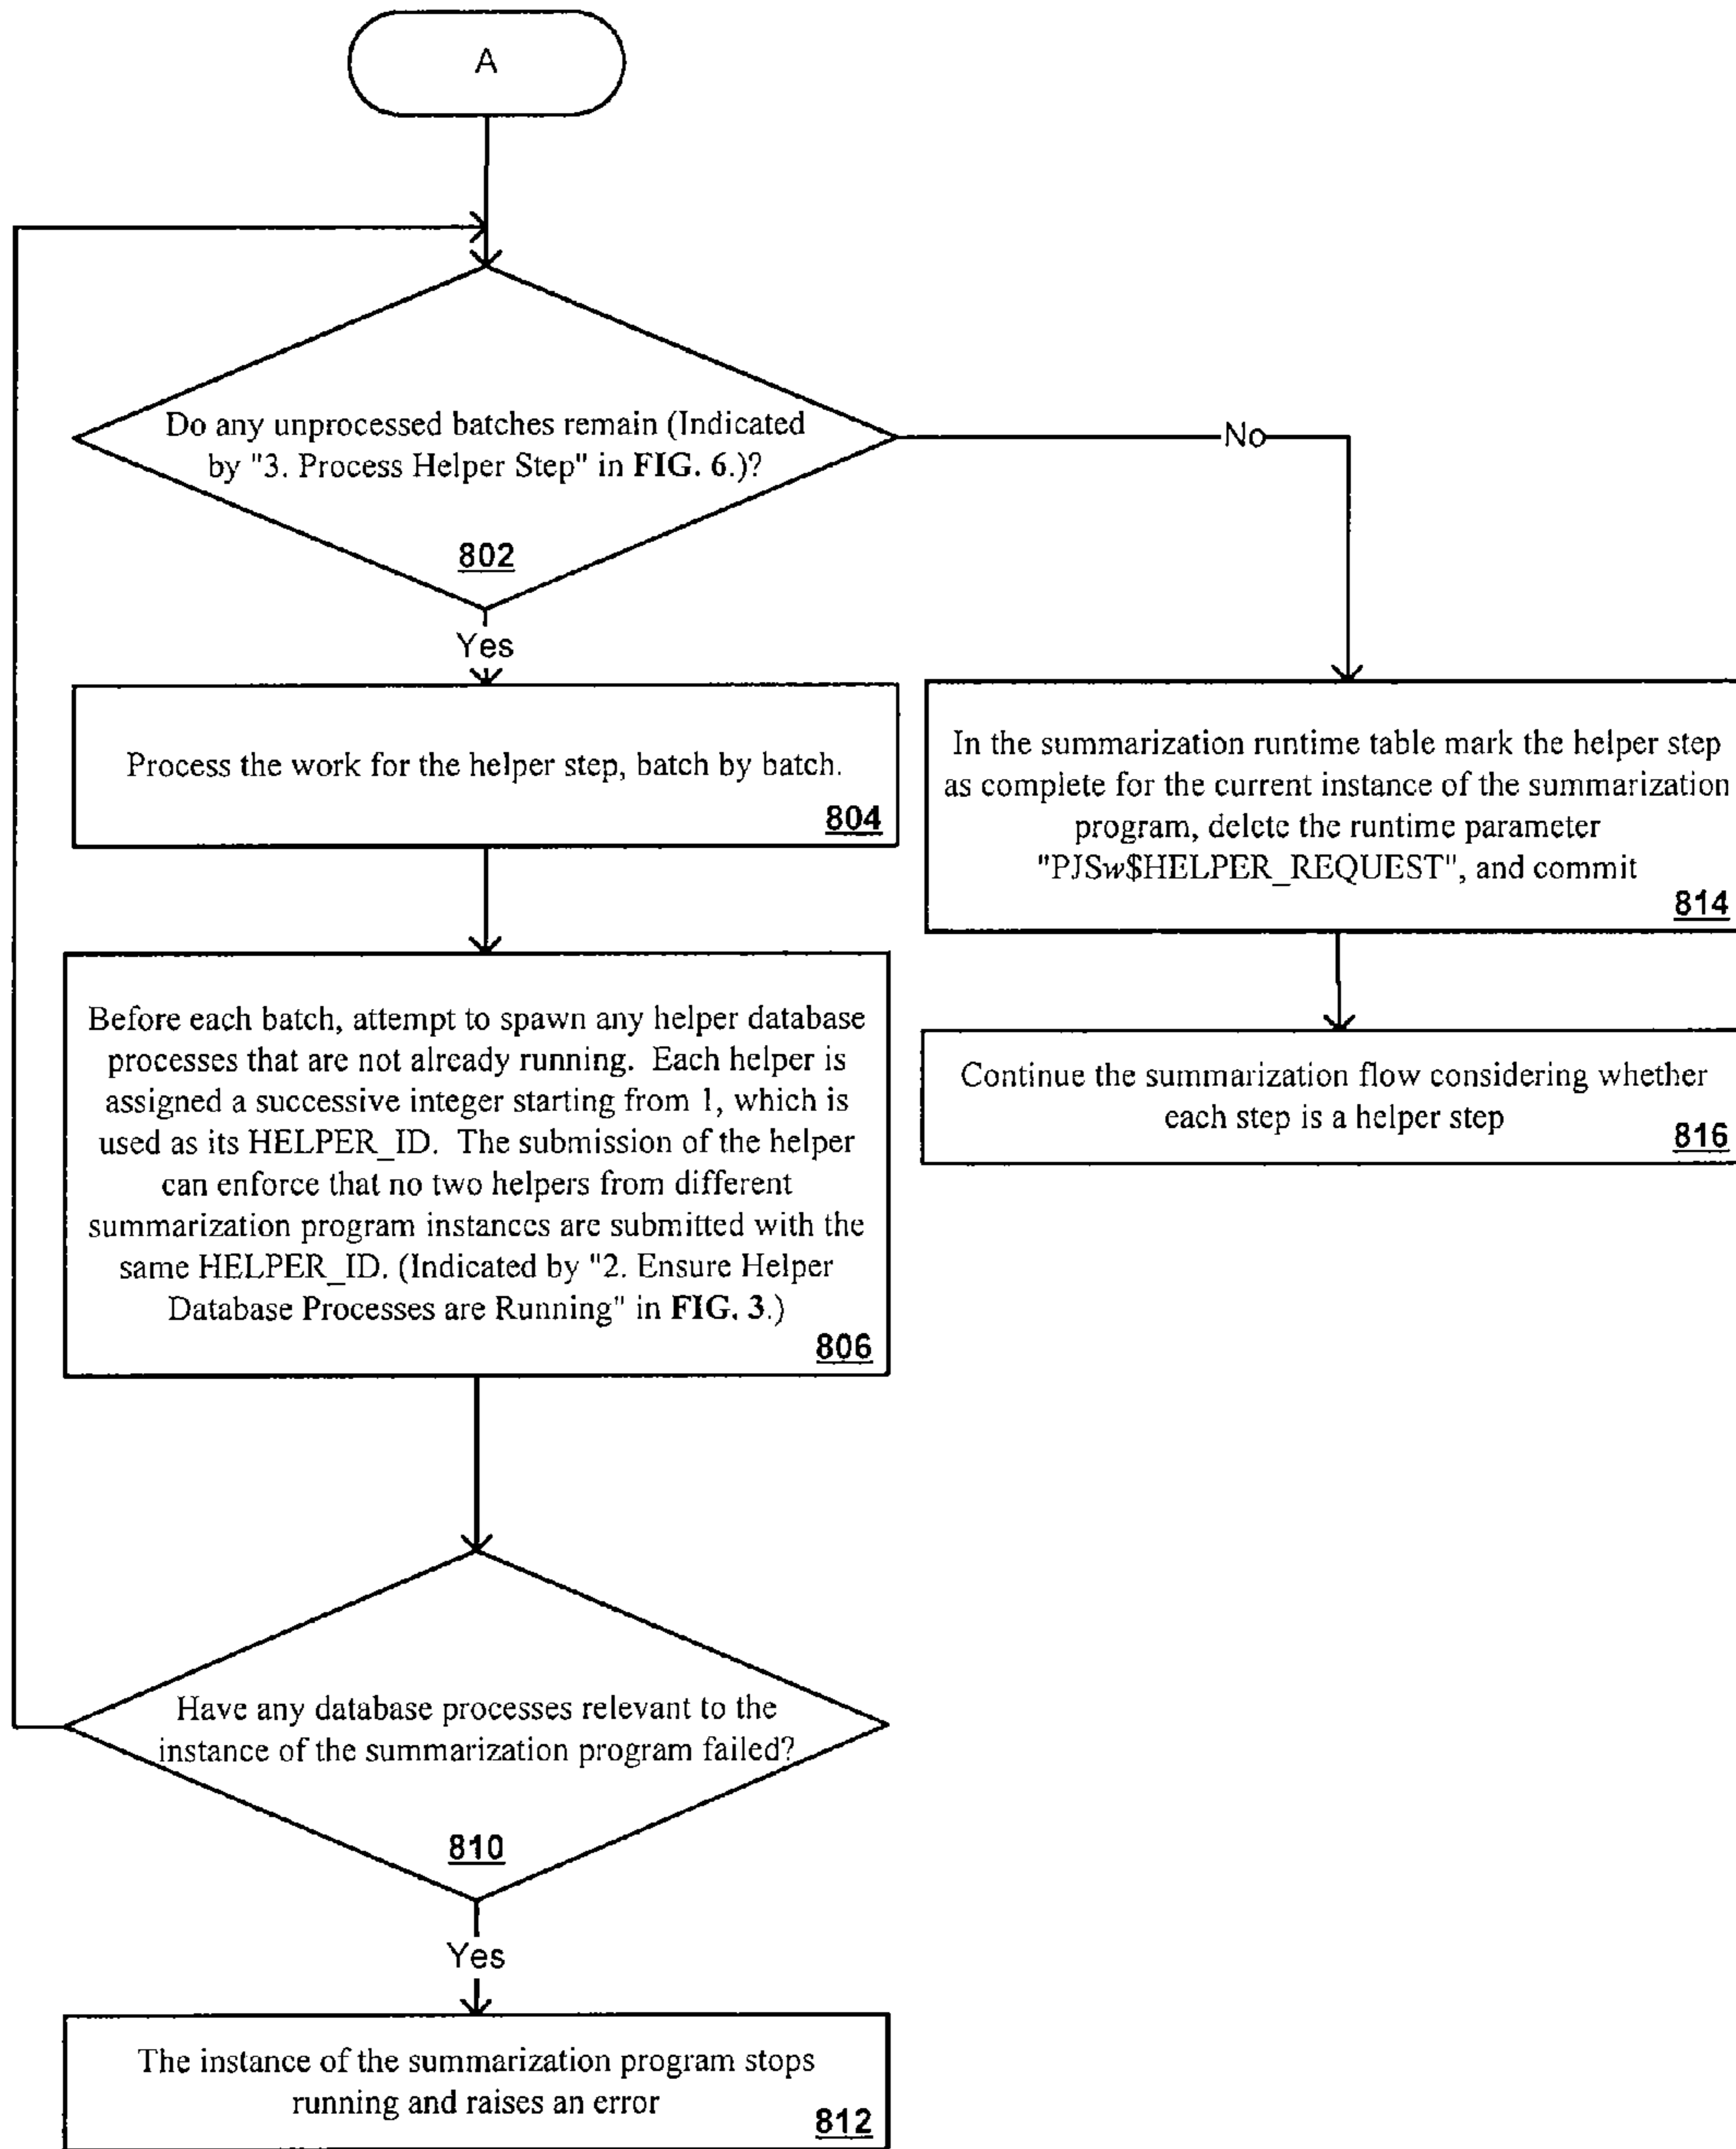 A
Do any unprocessed batches remain (Indicated
by "3. Process Helper Step" in FIG. 6.)?
802
No
Yes
Process the work for the helper step, batch by batch.
804
In the summarization runtime table mark the helper step
as complete for the current instance of the summarization
program, delete the runtime parameter
"PJSw$HELPER_REQUEST", and commit
814
Before each batch, attempt to spawn any helper database
processes that are not already running. Each helper is
assigned a successive integer starting from 1, which is
used as its HELPER_ID. The submission of the helper
can enforce that no two helpers from different
summarization program instances are submitted with the
same HELPER_ID. (Indicated by "2. Ensure Helper
Database Processes are Running" in FIG. 3.)
806
Continue the summarization flow considering whether
each step is a helper step
816
Have any database processes relevant to the
instance of the summarization program failed?
810
Yes
The instance of the summarization program stops
running and raises an error
812